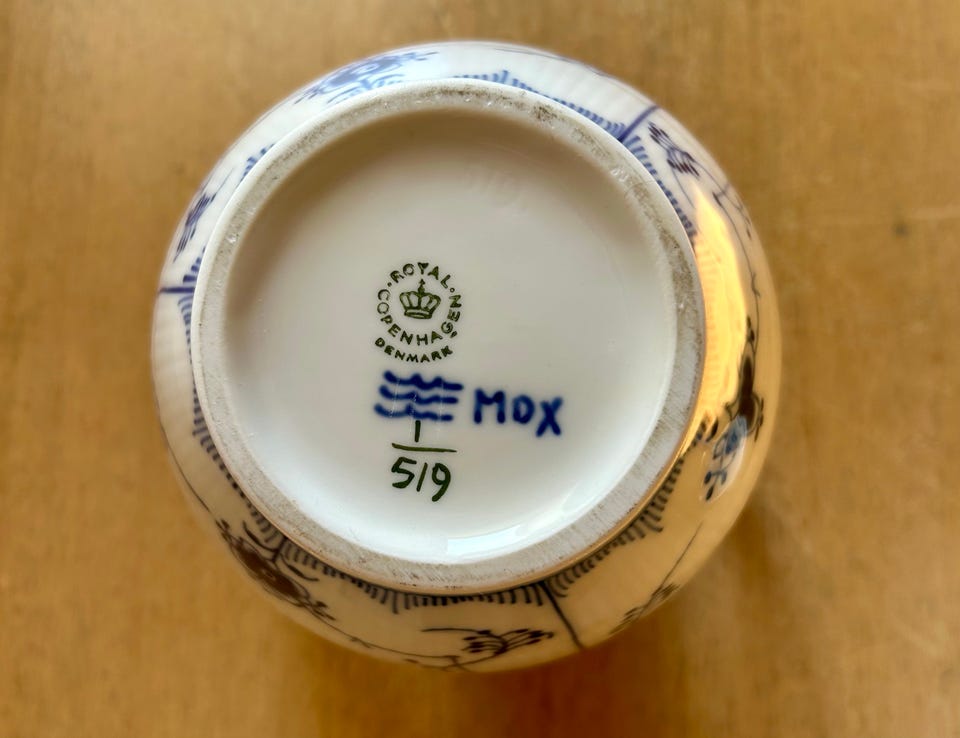 ROYAL COPENHAGEN
DENMARK
MOX
1
519